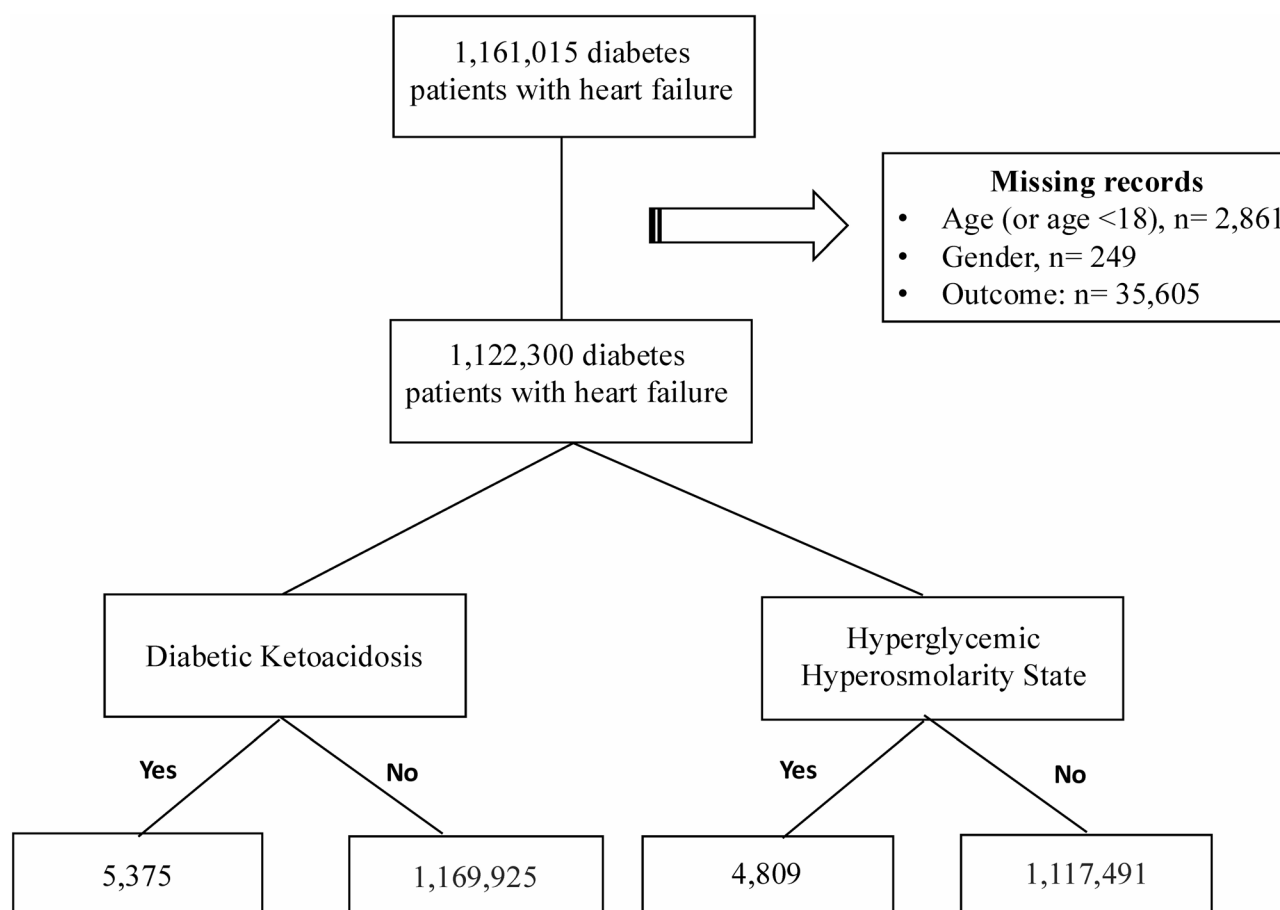 1,161,015 diabetes
patients with heart failure
Missing records
• Age (or age <18), n= 2,861
• Gender, n= 249
• Outcome: n= 35,605
1,122,300 diabetes
patients with heart failure
Diabetic Ketoacidosis
Hyperglycemic
Hyperosmolarity State
Yes
No
Yes
No
5,375
1,169,925
4,809
1,117,491